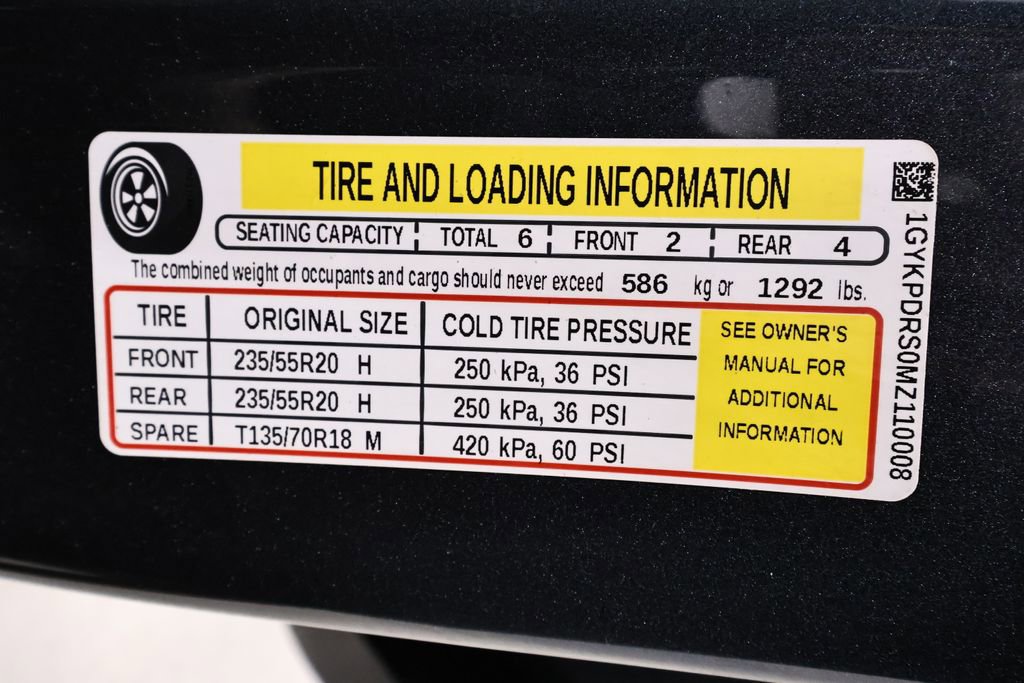 TIRE AND LOADING INFORMATION
SEATING CAPACITY TOTAL 6 FRONT 2 REAR 4
The combined weight of occupants and cargo should never exceed 586 kg or 1292 lbs.
TIRE ORIGINAL SIZE COLD TIRE PRESSURE
FRONT 235/55R20 H 250 kPa, 36 PSI
REAR 235/55R20 H 250 kPa, 36 PSI
SPARE T135/70R18 M 420 kPa, 60 PSI
SEE OWNER'S
MANUAL FOR
ADDITIONAL
INFORMATION
1GYKPDRS0MZ110008